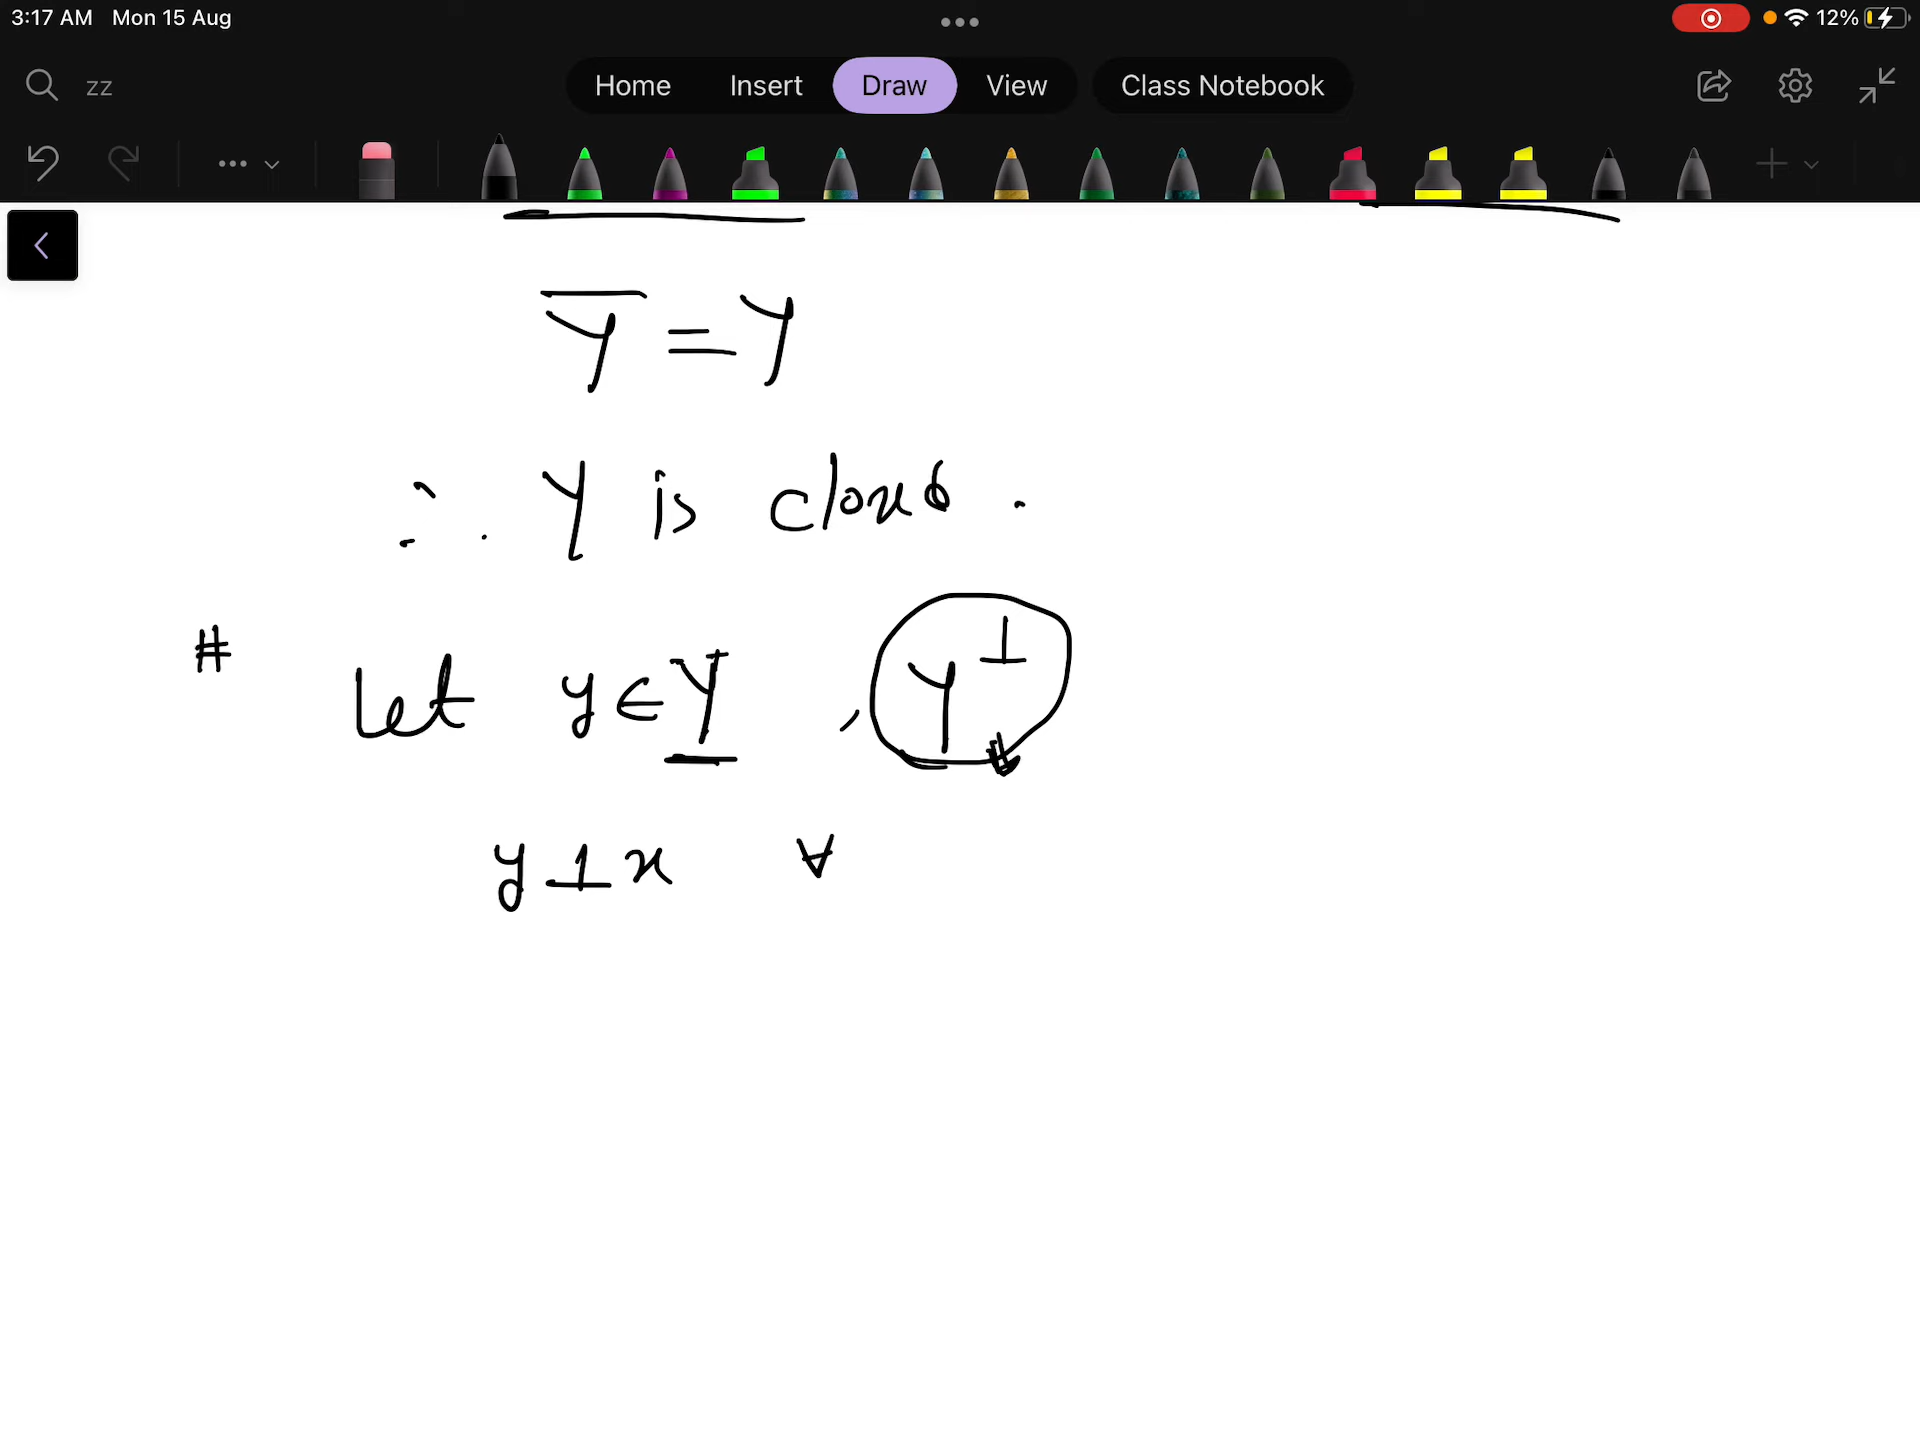 3:17 AM Mon 15 Aug 12%
zz Home Insert Draw View Class Notebook
Y̅ = Y
∴ Y is closed .
# Let y ∈ Y , Y^⊥
y ⊥ x ∀